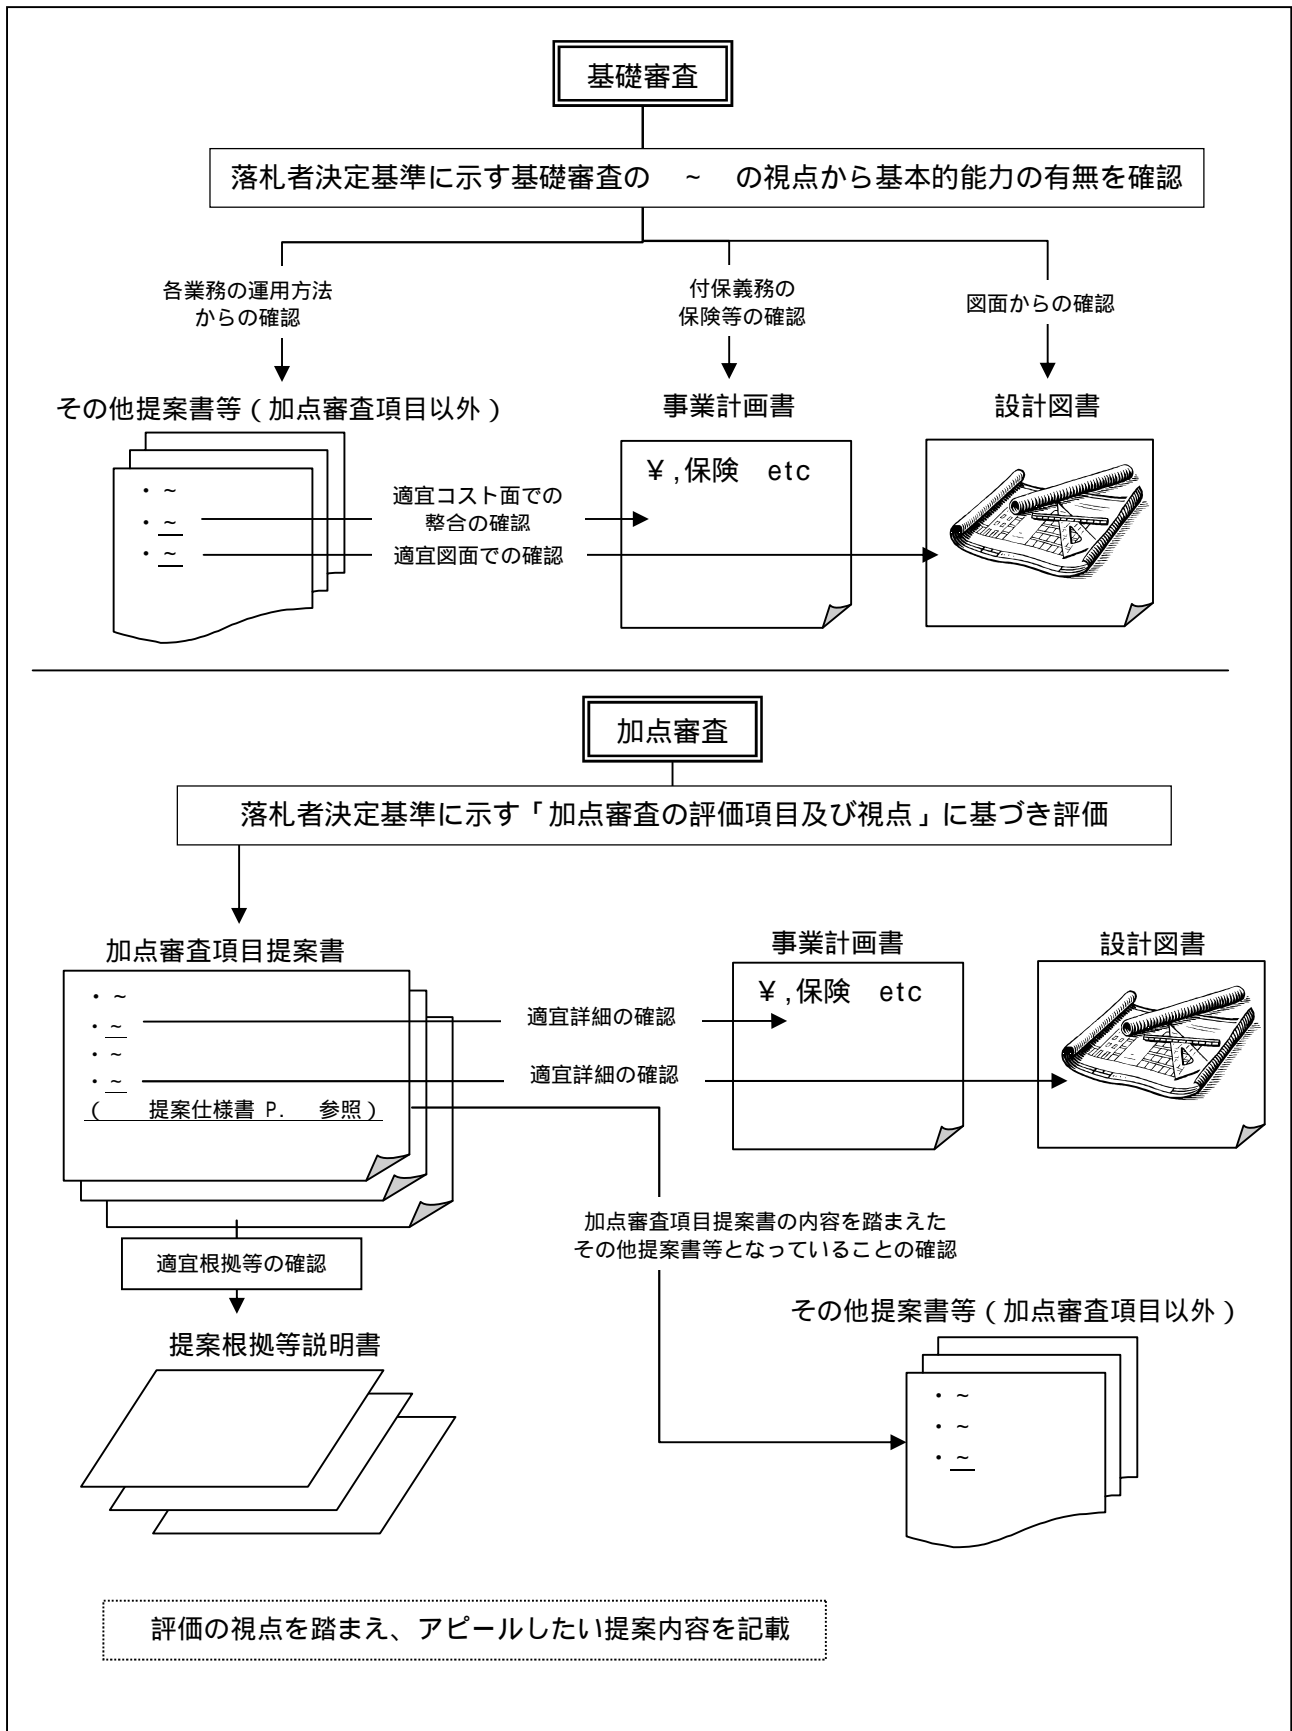 基礎審査
落札者決定基準に示す基礎審査の　~　の視点から基本的能力の有無を確認
各業務の運用方法
からの確認
付保義務の
保険等の確認
図面からの確認
その他提案書等（加点審査項目以外）
事業計画書
設計図書
・~
・~
・~
適宜コスト面での
整合の確認
適宜図面での確認
￥,保険　etc
加点審査
落札者決定基準に示す「加点審査の評価項目及び視点」に基づき評価
加点審査項目提案書
事業計画書
設計図書
・~
・~
・~
・~
（　　提案仕様書 P.　参照）
適宜詳細の確認
適宜詳細の確認
￥,保険　etc
加点審査項目提案書の内容を踏まえた
その他提案書等となっていることの確認
適宜根拠等の確認
提案根拠等説明書
その他提案書等（加点審査項目以外）
・~
・~
・~
評価の視点を踏まえ、アピールしたい提案内容を記載